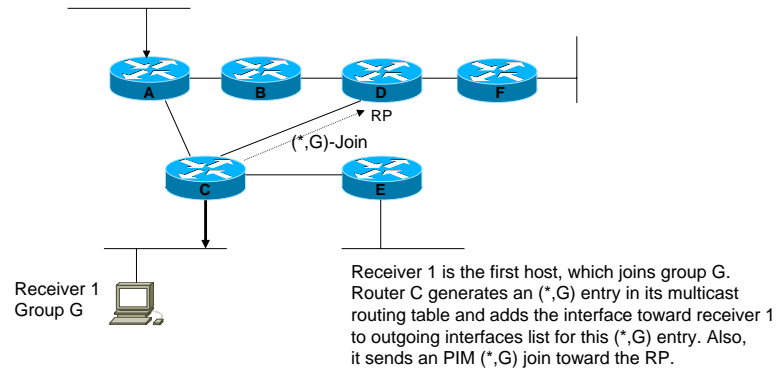 A
B
D
F
RP
(*,G)-Join
C
E
Receiver 1
Group G
Receiver 1 is the first host, which joins group G.
Router C generates an (*,G) entry in its multicast
routing table and adds the interface toward receiver 1
to outgoing interfaces list for this (*,G) entry. Also,
it sends an PIM (*,G) join toward the RP.